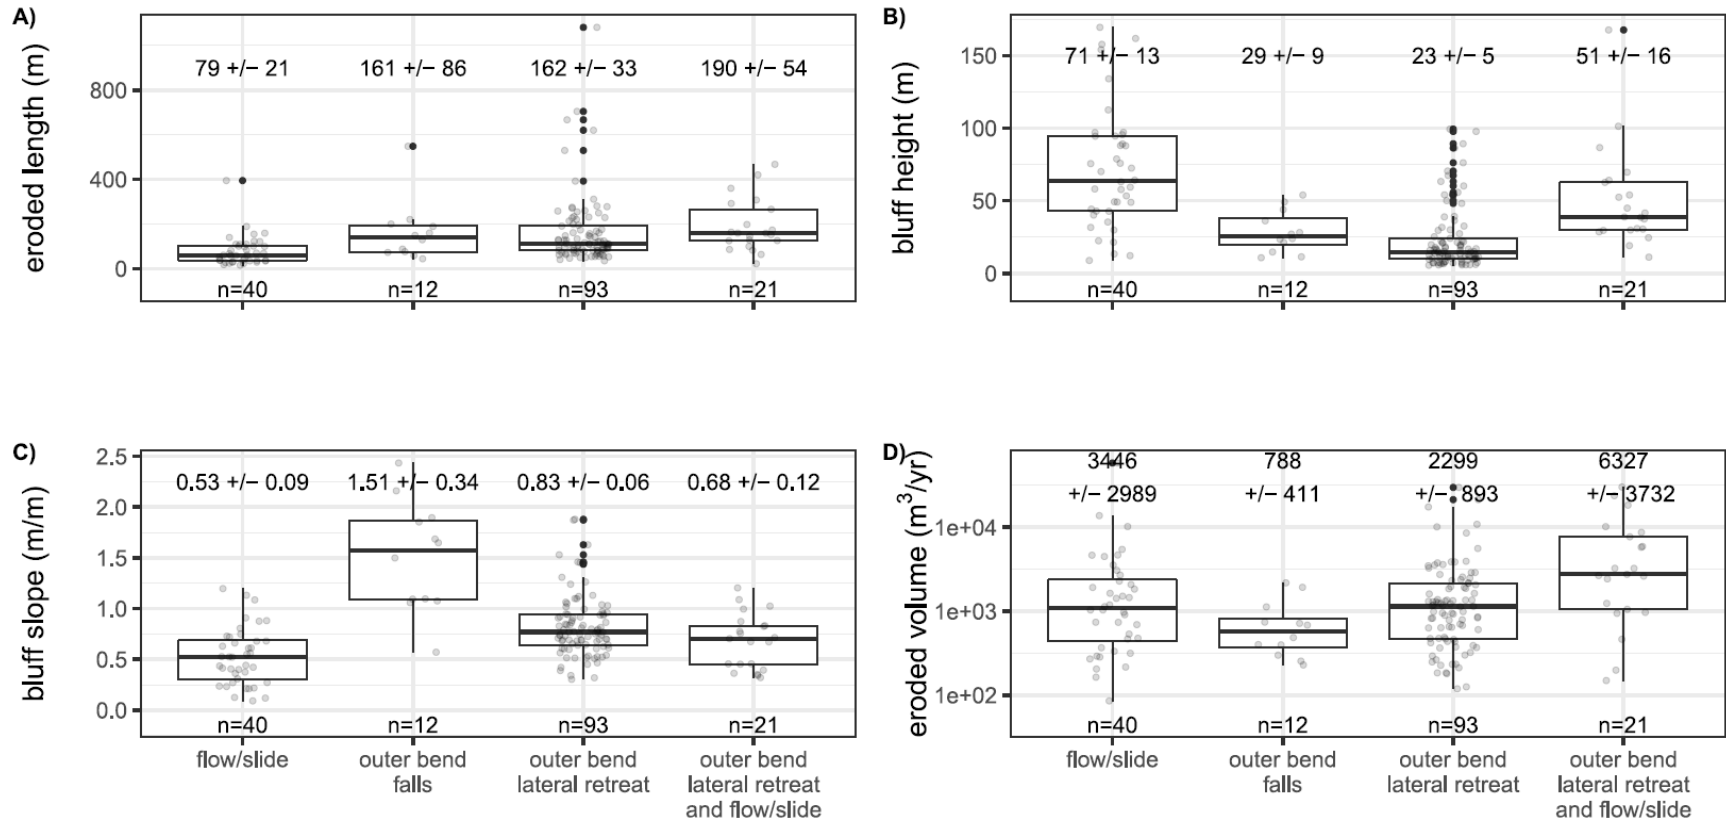 A)
eroded length (m)
800
400
0
79 +/− 21
161 +/− 86
162 +/− 33
190 +/− 54
n=40
n=12
n=93
n=21
B)
bluff height (m)
150
100
50
0
71 +/− 13
29 +/− 9
23 +/− 5
51 +/− 16
n=40
n=12
n=93
n=21
C)
bluff slope (m/m)
2.5
2.0
1.5
1.0
0.5
0.0
0.53 +/− 0.09
1.51 +/− 0.34
0.83 +/− 0.06
0.68 +/− 0.12
n=40
n=12
n=93
n=21
flow/slide
outer bend
falls
outer bend
lateral retreat
outer bend
lateral retreat
and flow/slide
D)
eroded volume (m³/yr)
1e+04
1e+03
1e+02
3446
+/− 2989
788
+/− 411
2299
+/− 893
6327
+/− 3732
n=40
n=12
n=93
n=21
flow/slide
outer bend
falls
outer bend
lateral retreat
outer bend
lateral retreat
and flow/slide